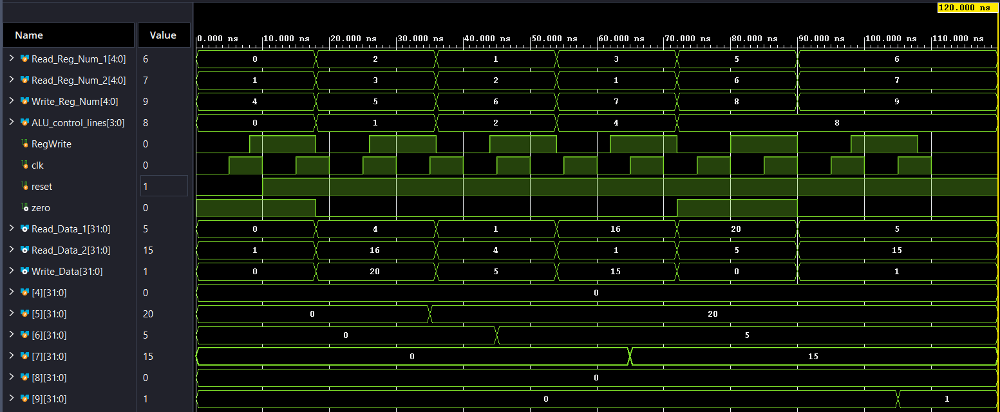 120.000 ns
Name Value 0.000 ns 10.000 ns 20.000 ns 30.000 ns 40.000 ns 50.000 ns 60.000 ns 70.000 ns 80.000 ns 90.000 ns 100.000 ns 110.000 ns
Read_Reg_Num_1[4:0] 6 0 2 1 3 5 6
Read_Reg_Num_2[4:0] 7 1 3 2 1 6 7
Write_Reg_Num[4:0] 9 4 5 6 7 8 9
ALU_control_lines[3:0] 8 0 1 2 4 8
RegWrite 0
clk 0
reset 1
zero 0
Read_Data_1[31:0] 5 0 4 1 16 20 5
Read_Data_2[31:0] 15 1 16 4 1 5 15
Write_Data[31:0] 1 0 20 5 15 0 1
[4][31:0] 0 0
[5][31:0] 20 0 20
[6][31:0] 5 0 5
[7][31:0] 15 0 15
[8][31:0] 0 0
[9][31:0] 1 0 1